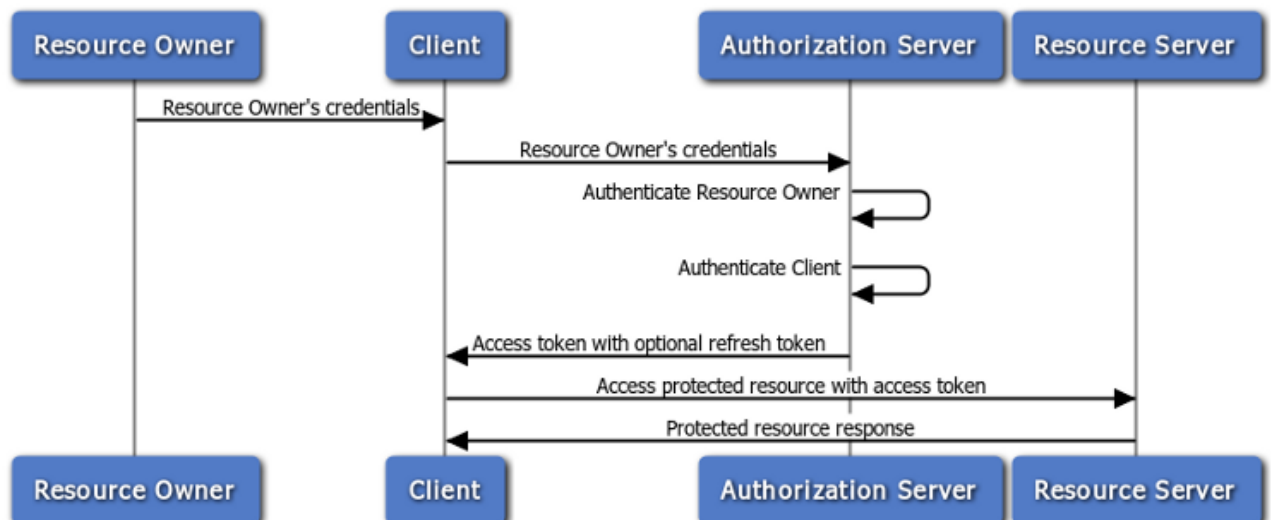 Resource Owner
Client
Authorization Server
Resource Server
Resource Owner's credentials
Resource Owner's credentials
Authenticate Resource Owner
Authenticate Client
Access token with optional refresh token
Access protected resource with access token
Protected resource response
Resource Owner
Client
Authorization Server
Resource Server